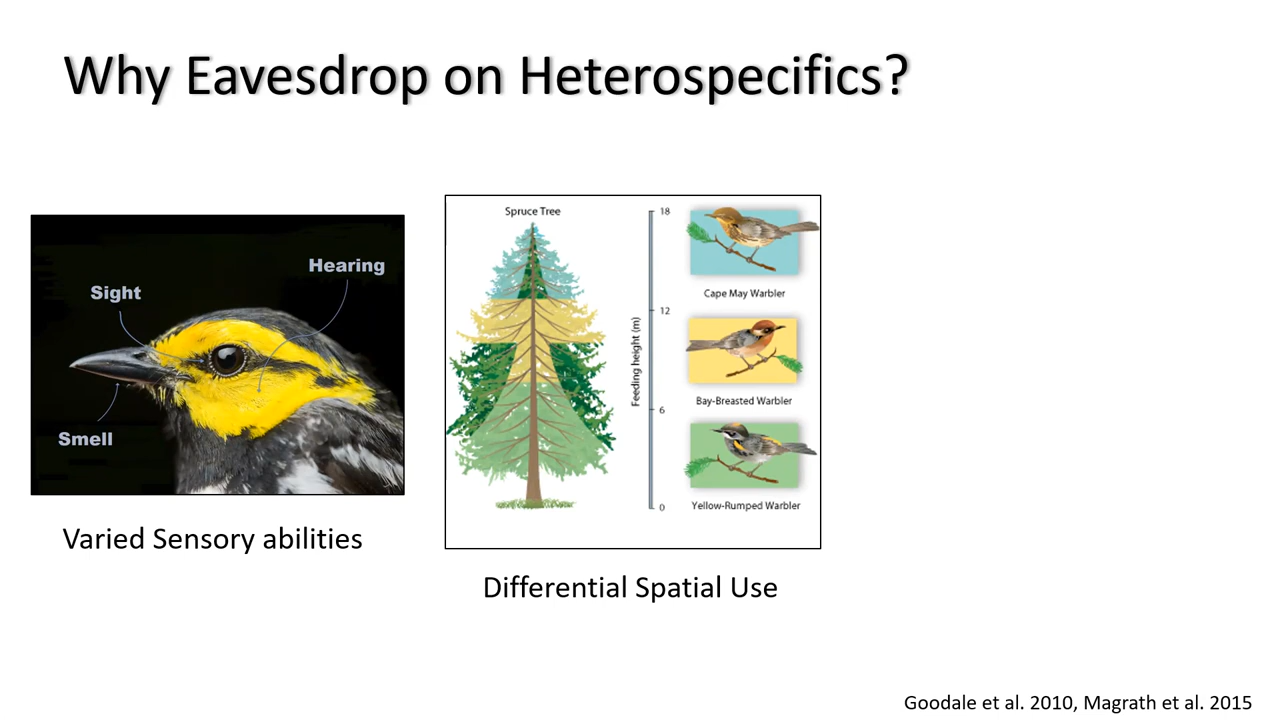 Why Eavesdrop on Heterospecifics?
Sight
Hearing
Smell
Varied Sensory abilities
Spruce Tree
Feeding height (m)
18
12
6
0
Cape May Warbler
Bay-Breasted Warbler
Yellow-Rumped Warbler
Differential Spatial Use
Goodale et al. 2010, Magrath et al. 2015